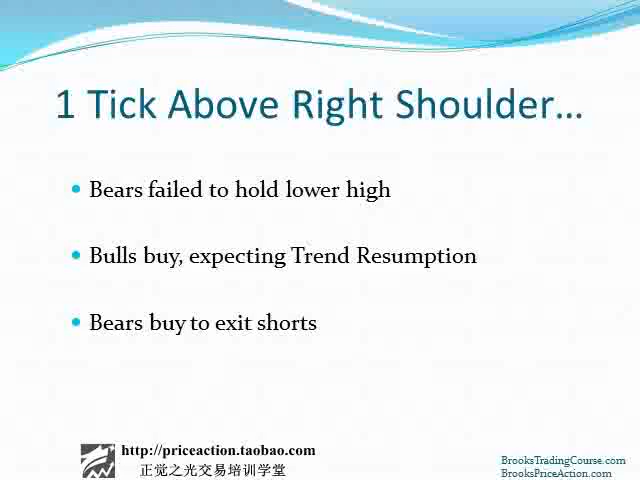 1 Tick Above Right Shoulder…
• Bears failed to hold lower high
• Bulls buy, expecting Trend Resumption
• Bears buy to exit shorts
http://priceaction.taobao.com
正觉之光交易培训学堂
BrooksTradingCourse.com
BrooksPriceAction.com